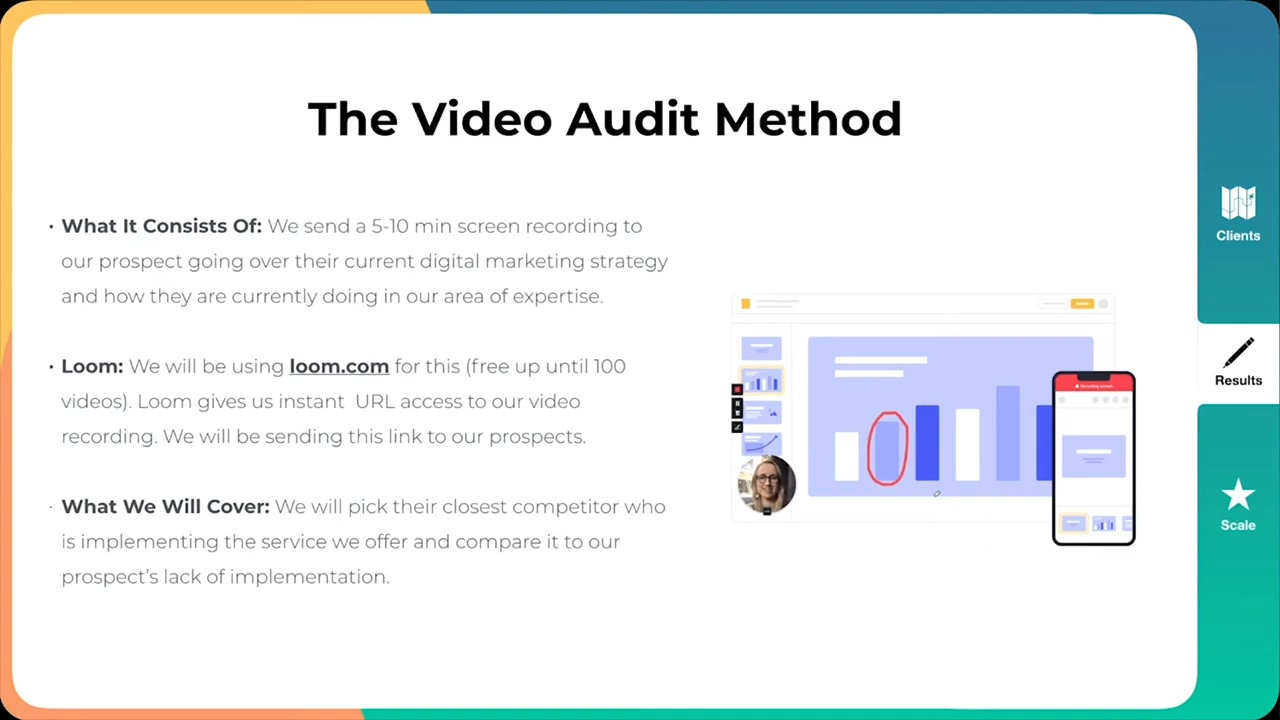 The Video Audit Method
• What It Consists Of: We send a 5-10 min screen recording to
our prospect going over their current digital marketing strategy
and how they are currently doing in our area of expertise.
• Loom: We will be using loom.com for this (free up until 100
videos). Loom gives us instant URL access to our video
recording. We will be sending this link to our prospects.
· What We Will Cover: We will pick their closest competitor who
is implementing the service we offer and compare it to our
prospect's lack of implementation.
Recording screen
Clients
Results
Scale